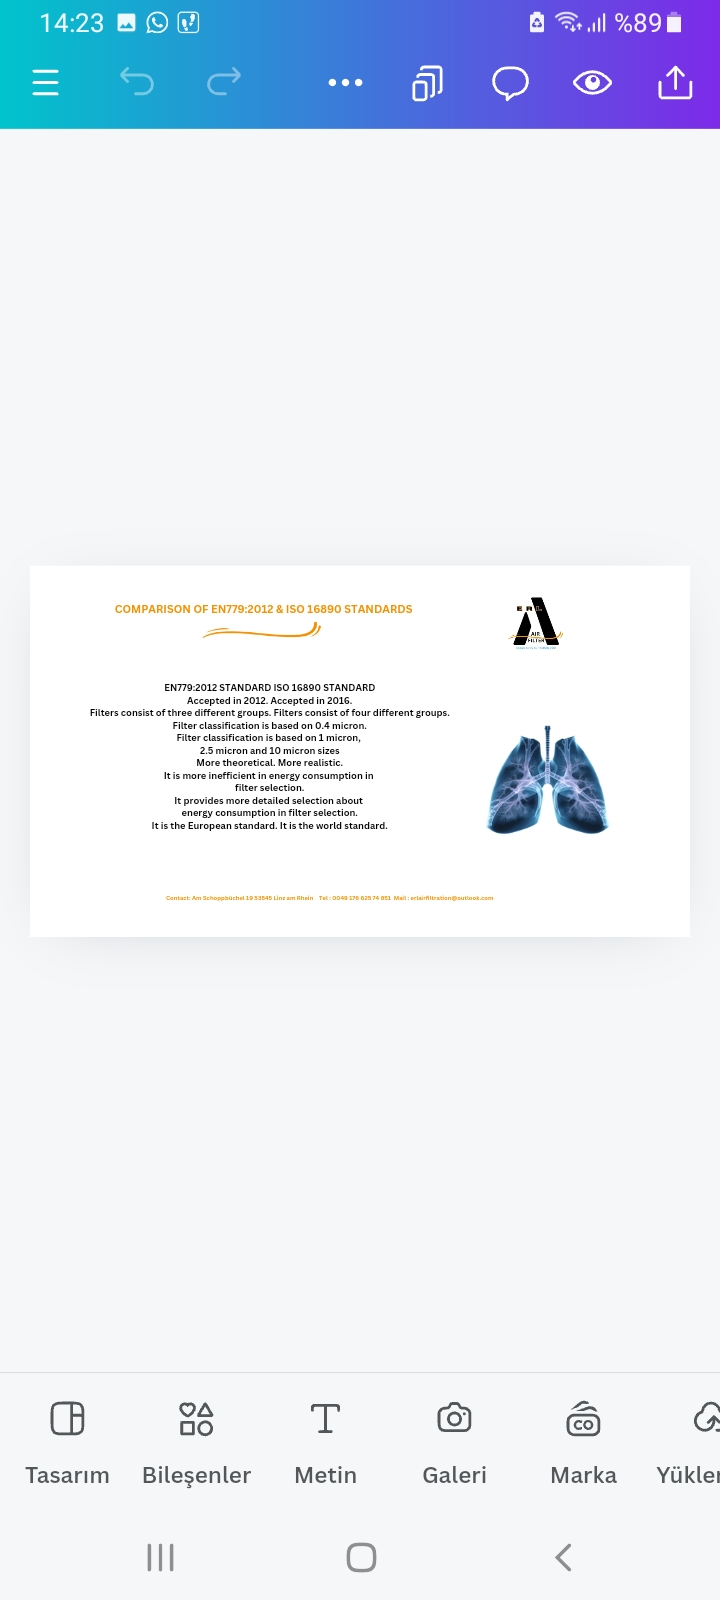 14:23
%89
COMPARISON OF EN779:2012 & ISO 16890 STANDARDS
AIR
FILTER
EN779:2012 STANDARD ISO 16890 STANDARD
Accepted in 2012. Accepted in 2016.
Filters consist of three different groups. Filters consist of four different groups.
Filter classification is based on 0.4 micron.
Filter classification is based on 1 micron,
2.5 micron and 10 micron sizes
More theoretical. More realistic.
It is more inefficient in energy consumption in
filter selection.
It provides more detailed selection about
energy consumption in filter selection.
It is the European standard. It is the world standard.
Contact: Am Schoppbüchel 19 53545 Linz am Rhein Tel : 0049 176 625 74 851 Mail : erlairfiltration@outlook.com
CO
Tasarım
Bileşenler
Metin
Galeri
Marka
Yükler